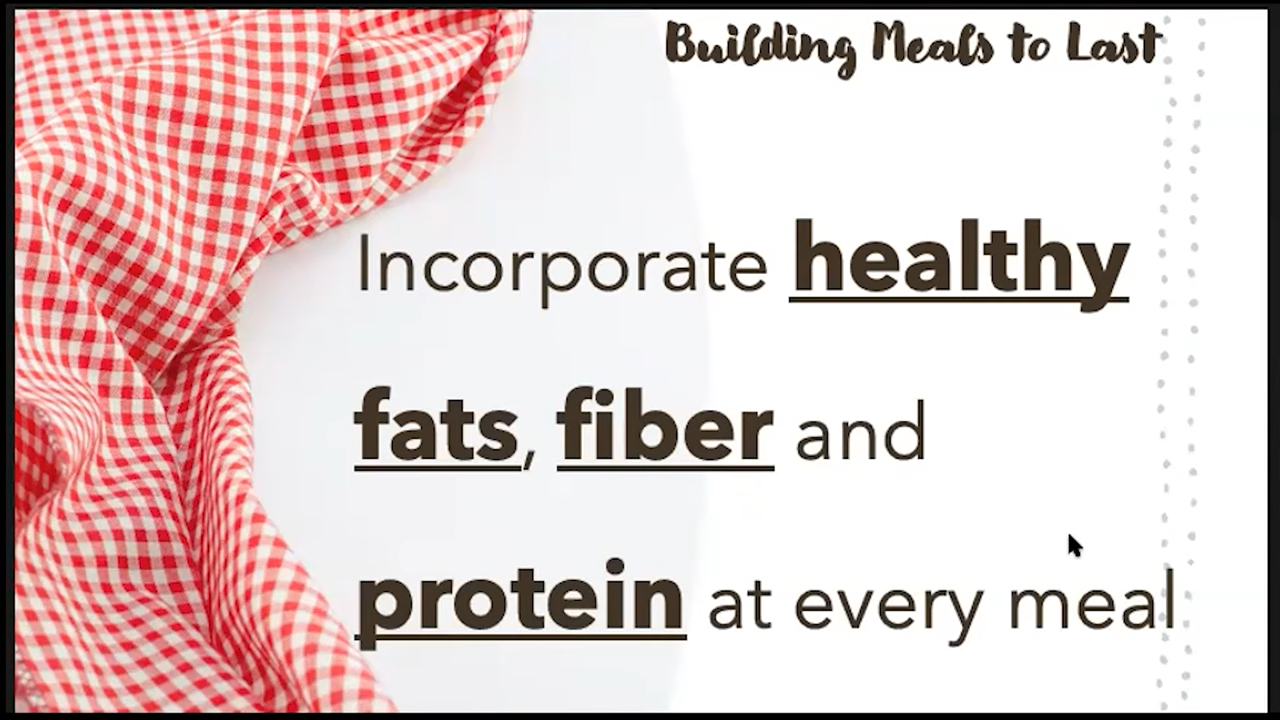 Building Meals to Last
Incorporate healthy
fats, fiber and
protein at every meal